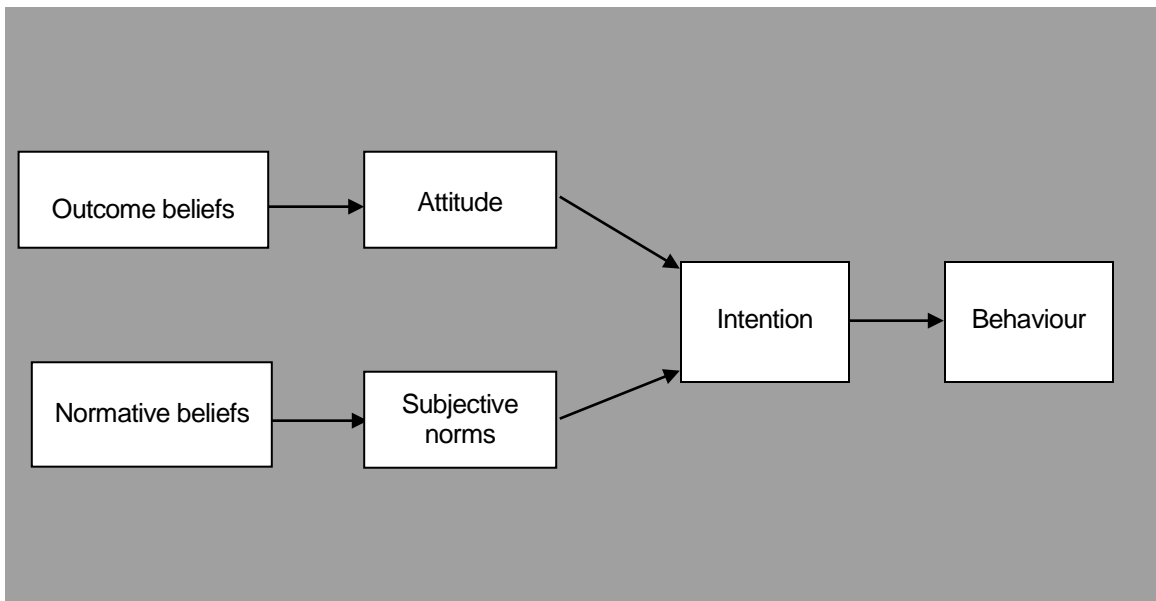 Outcome beliefs
Attitude
Intention
Behaviour
Normative beliefs
Subjective
norms